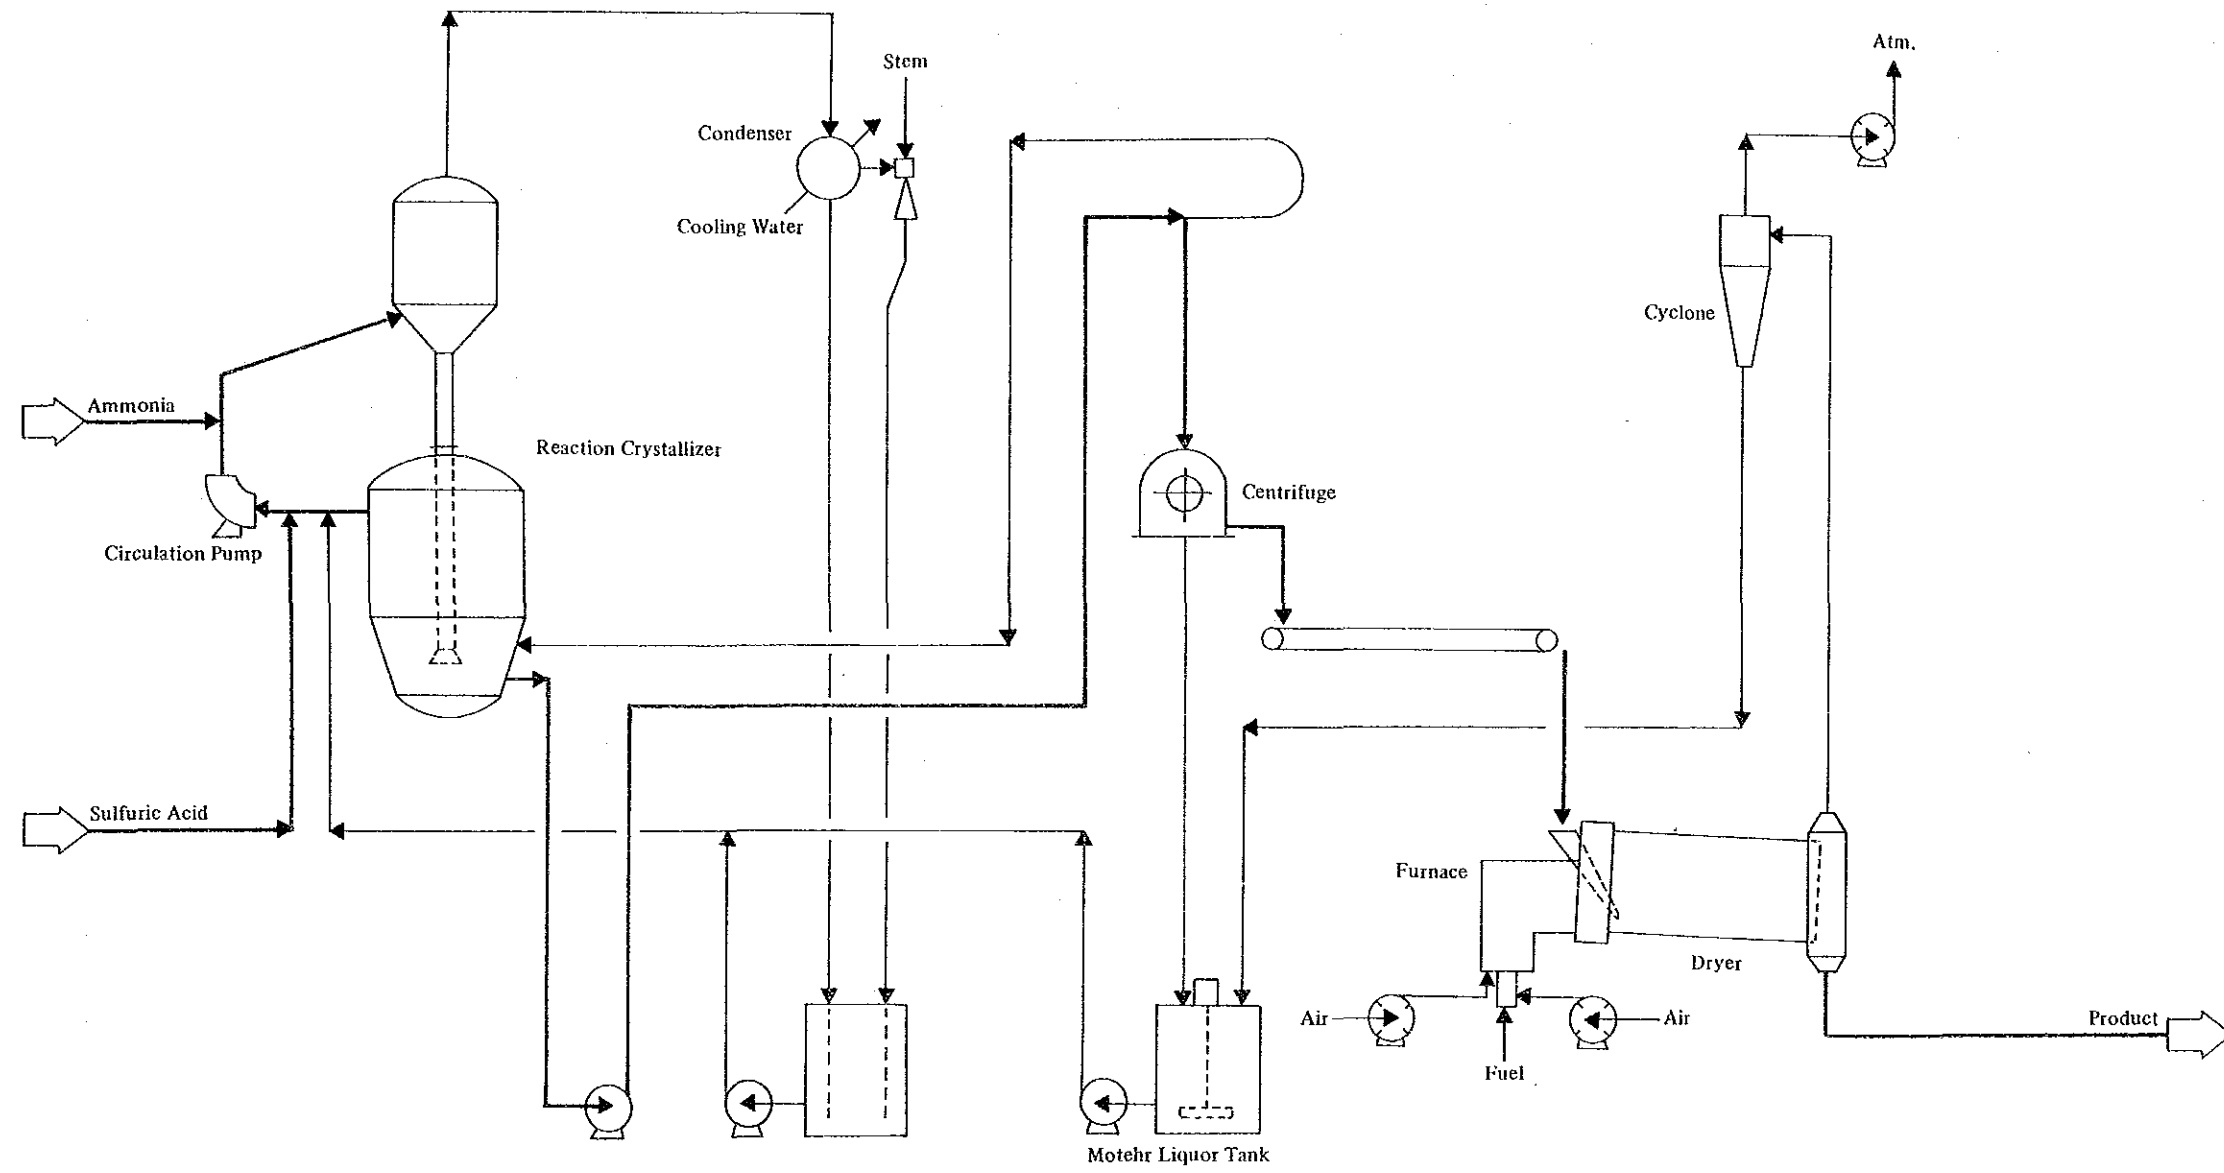 Atm.
Stem
Condenser
Cooling Water
Cyclone
Ammonia
Reaction Crystallizer
Centrifuge
Circulation Pump
Sulfuric Acid
Furnace
Dryer
Air
Air
Product
Fuel
Motehr Liquor Tank